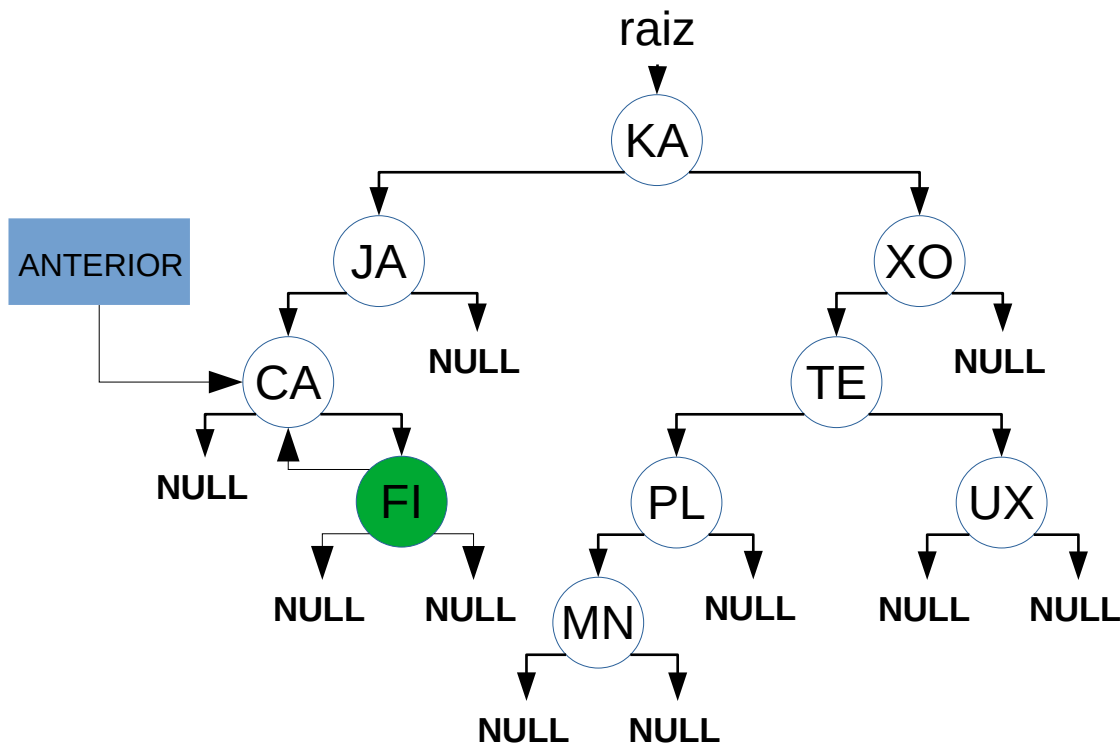 raiz
KA
JA
XO
ANTERIOR
CA
NULL
TE
NULL
NULL
FI
PL
UX
NULL
NULL
MN
NULL
NULL
NULL
NULL
NULL